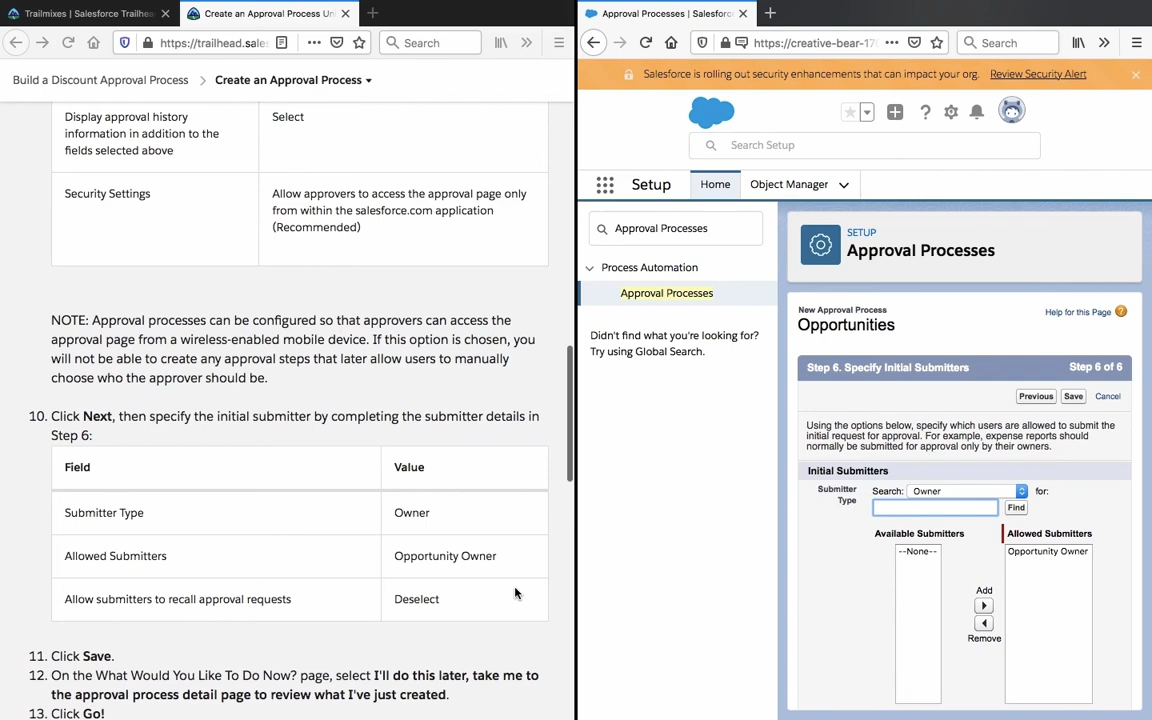 Trailmixes | Salesforce Trailhea
Create an Approval Process Uni
https://trailhead.sale
Search
Build a Discount Approval Process
Create an Approval Process
Display approval history
information in addition to the
fields selected above
Select
Security Settings
Allow approvers to access the approval page only
from within the salesforce.com application
(Recommended)
NOTE: Approval processes can be configured so that approvers can access the
approval page from a wireless-enabled mobile device. If this option is chosen, you
will not be able to create any approval steps that later allow users to manually
choose who the approver should be.
10. Click Next, then specify the initial submitter by completing the submitter details in
Step 6:
Field Value
Submitter Type Owner
Allowed Submitters Opportunity Owner
Allow submitters to recall approval requests Deselect
11. Click Save.
12. On the What Would You Like To Do Now? page, select I'll do this later, take me to
the approval process detail page to review what I've just created.
13. Click Go!
Approval Processes | Salesforc
https://creative-bear-170
Search
Salesforce is rolling out security enhancements that can impact your org. Review Security Alert
Search Setup
Setup Home Object Manager
Approval Processes
Process Automation
Approval Processes
Didn't find what you're looking for?
Try using Global Search.
SETUP
Approval Processes
New Approval Process
Opportunities
Help for this Page
Step 6. Specify Initial Submitters Step 6 of 6
Previous Save Cancel
Using the options below, specify which users are allowed to submit the
initial request for approval. For example, expense reports should
normally be submitted for approval only by their owners.
Initial Submitters
Submitter
Type
Search: Owner for:
Find
Available Submitters Allowed Submitters
--None-- Opportunity Owner
Add
Remove